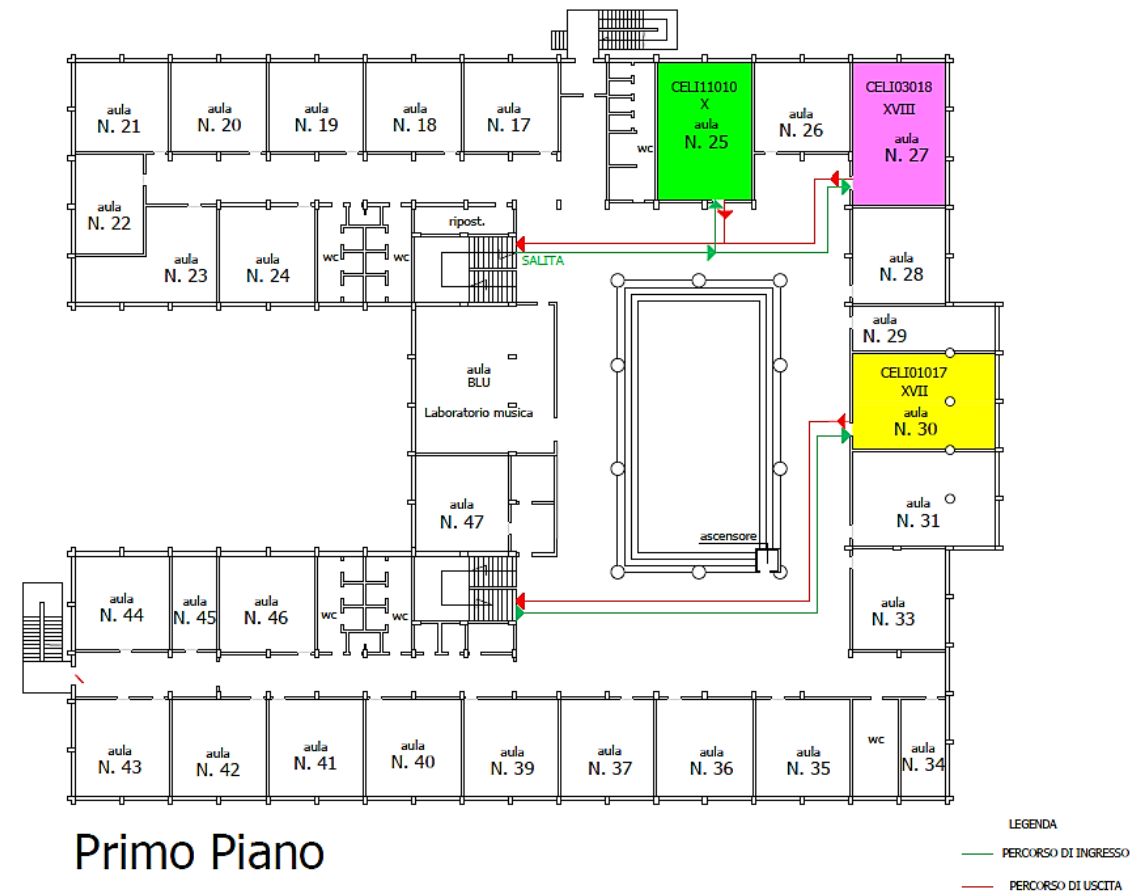 aula
N. 21
aula
N. 20
aula
N. 19
aula
N. 18
aula
N. 17
wc
CELI11010
X
aula
N. 25
aula
N. 26
CELI03018
XVIII
aula
N. 27
aula
N. 22
aula
N. 23
aula
N. 24
wc
wc
ripost.
SALITA
aula
N. 28
aula
N. 29
aula
BLU
Laboratorio musica
CELI01017
XVII
aula
N. 30
aula
N. 47
aula
N. 31
ascensore
aula
N. 44
aula
N. 45
aula
N. 46
wc
wc
aula
N. 33
aula
N. 43
aula
N. 42
aula
N. 41
aula
N. 40
aula
N. 39
aula
N. 37
aula
N. 36
aula
N. 35
wc
aula
N. 34
Primo Piano
LEGENDA
PERCORSO DI INGRESSO
PERCORSO DI USCITA